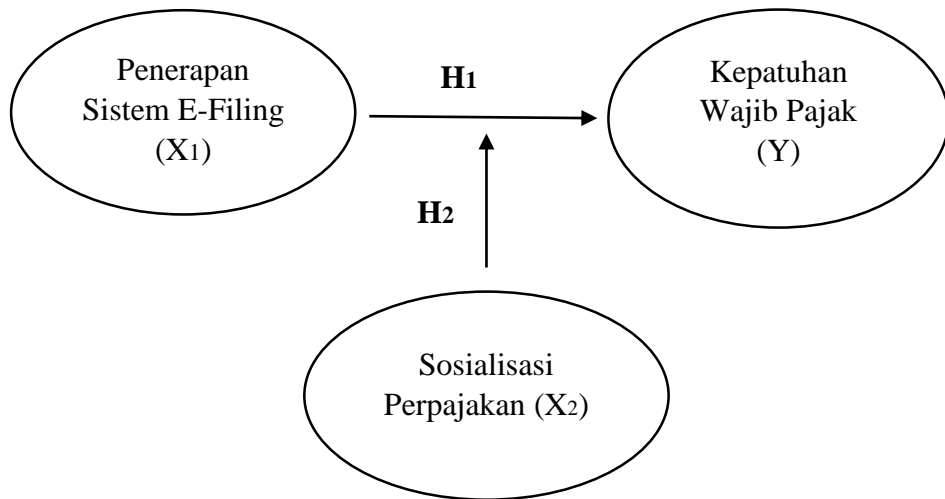 Penerapan
Sistem E-Filing
(X1)
H1
Kepatuhan
Wajib Pajak
(Y)
H2
Sosialisasi
Perpajakan (X2)